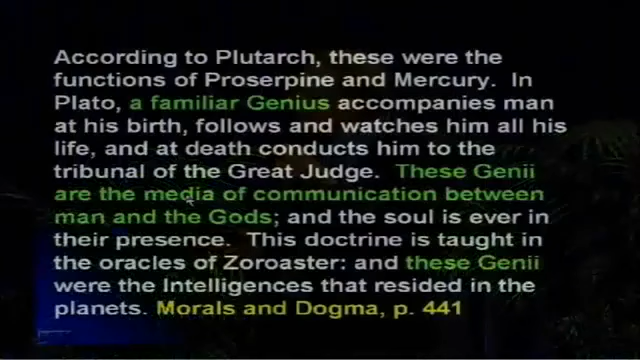 According to Plutarch, these were the
functions of Proserpine and Mercury. In
Plato, a familiar Genius accompanies man
at his birth, follows and watches him all his
life, and at death conducts him to the
tribunal of the Great Judge. These Genii
are the media of communication between
man and the Gods; and the soul is ever in
their presence. This doctrine is taught in
the oracles of Zoroaster: and these Genii
were the Intelligences that resided in the
planets. Morals and Dogma, p. 441